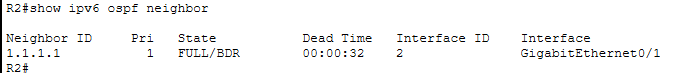 R2#show ipv6 ospf neighbor
Neighbor ID     Pri   State           Dead Time   Interface ID    Interface
1.1.1.1           1   FULL/BDR        00:00:32    2               GigabitEthernet0/1
R2#